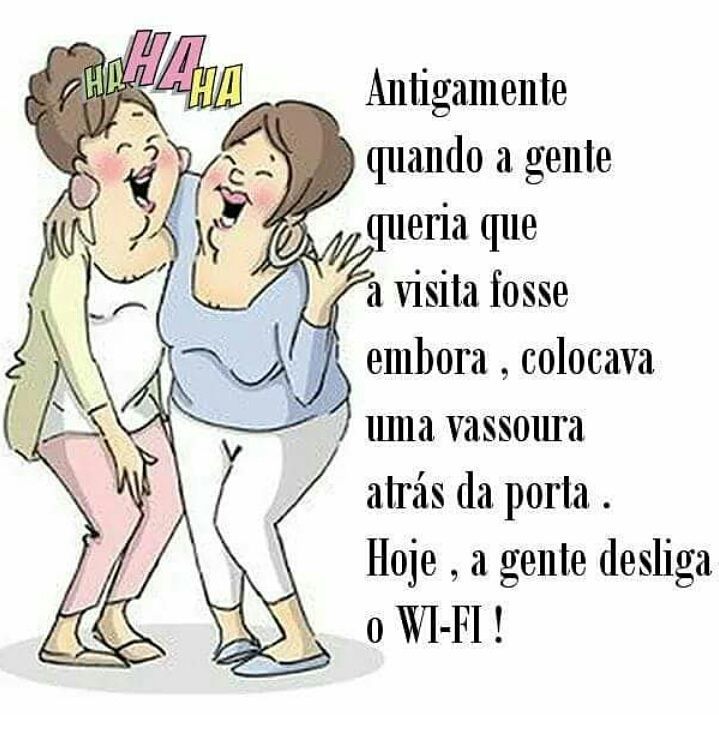 HAHAHA
Antigamente
quando a gente
queria que
a visita fosse
embora , colocava
uma vassoura
atrás da porta .
Hoje , a gente desliga
o WI-FI !